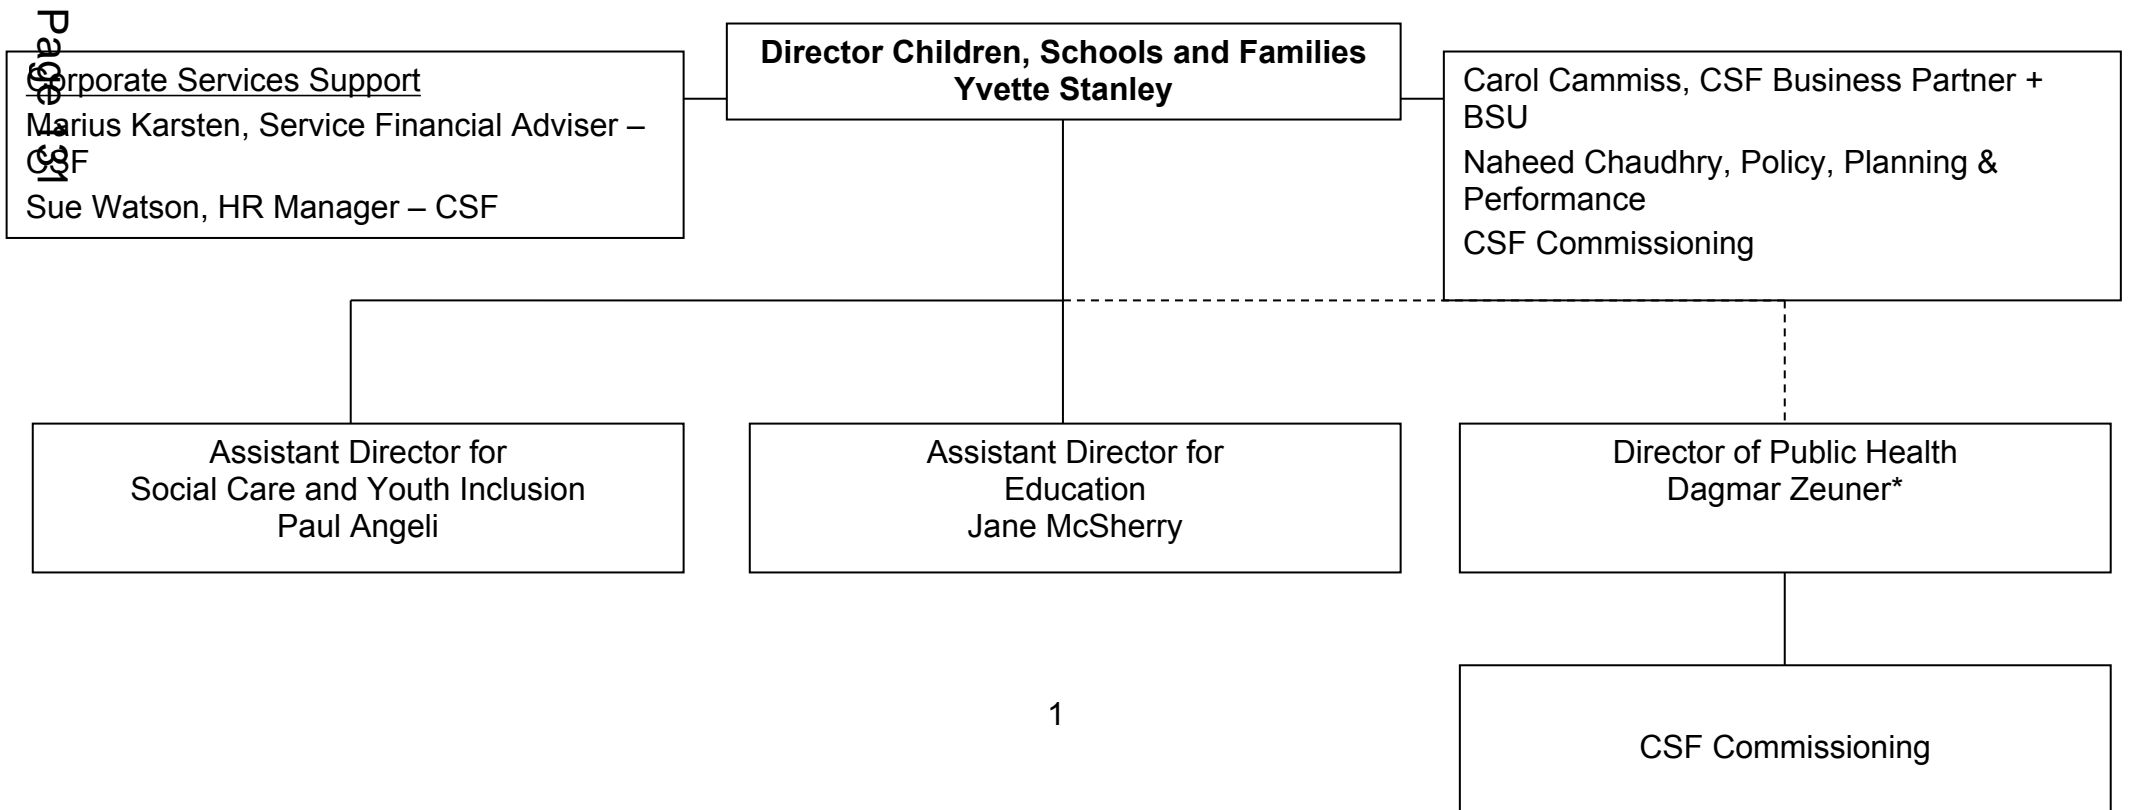 Page 131
Director Children, Schools and Families
Yvette Stanley
Corporate Services Support
Marius Karsten, Service Financial Adviser –
CSF
Sue Watson, HR Manager – CSF
Carol Cammiss, CSF Business Partner +
BSU
Naheed Chaudhry, Policy, Planning &
Performance
CSF Commissioning
Assistant Director for
Social Care and Youth Inclusion
Paul Angeli
Assistant Director for
Education
Jane McSherry
Director of Public Health
Dagmar Zeuner*
CSF Commissioning
1